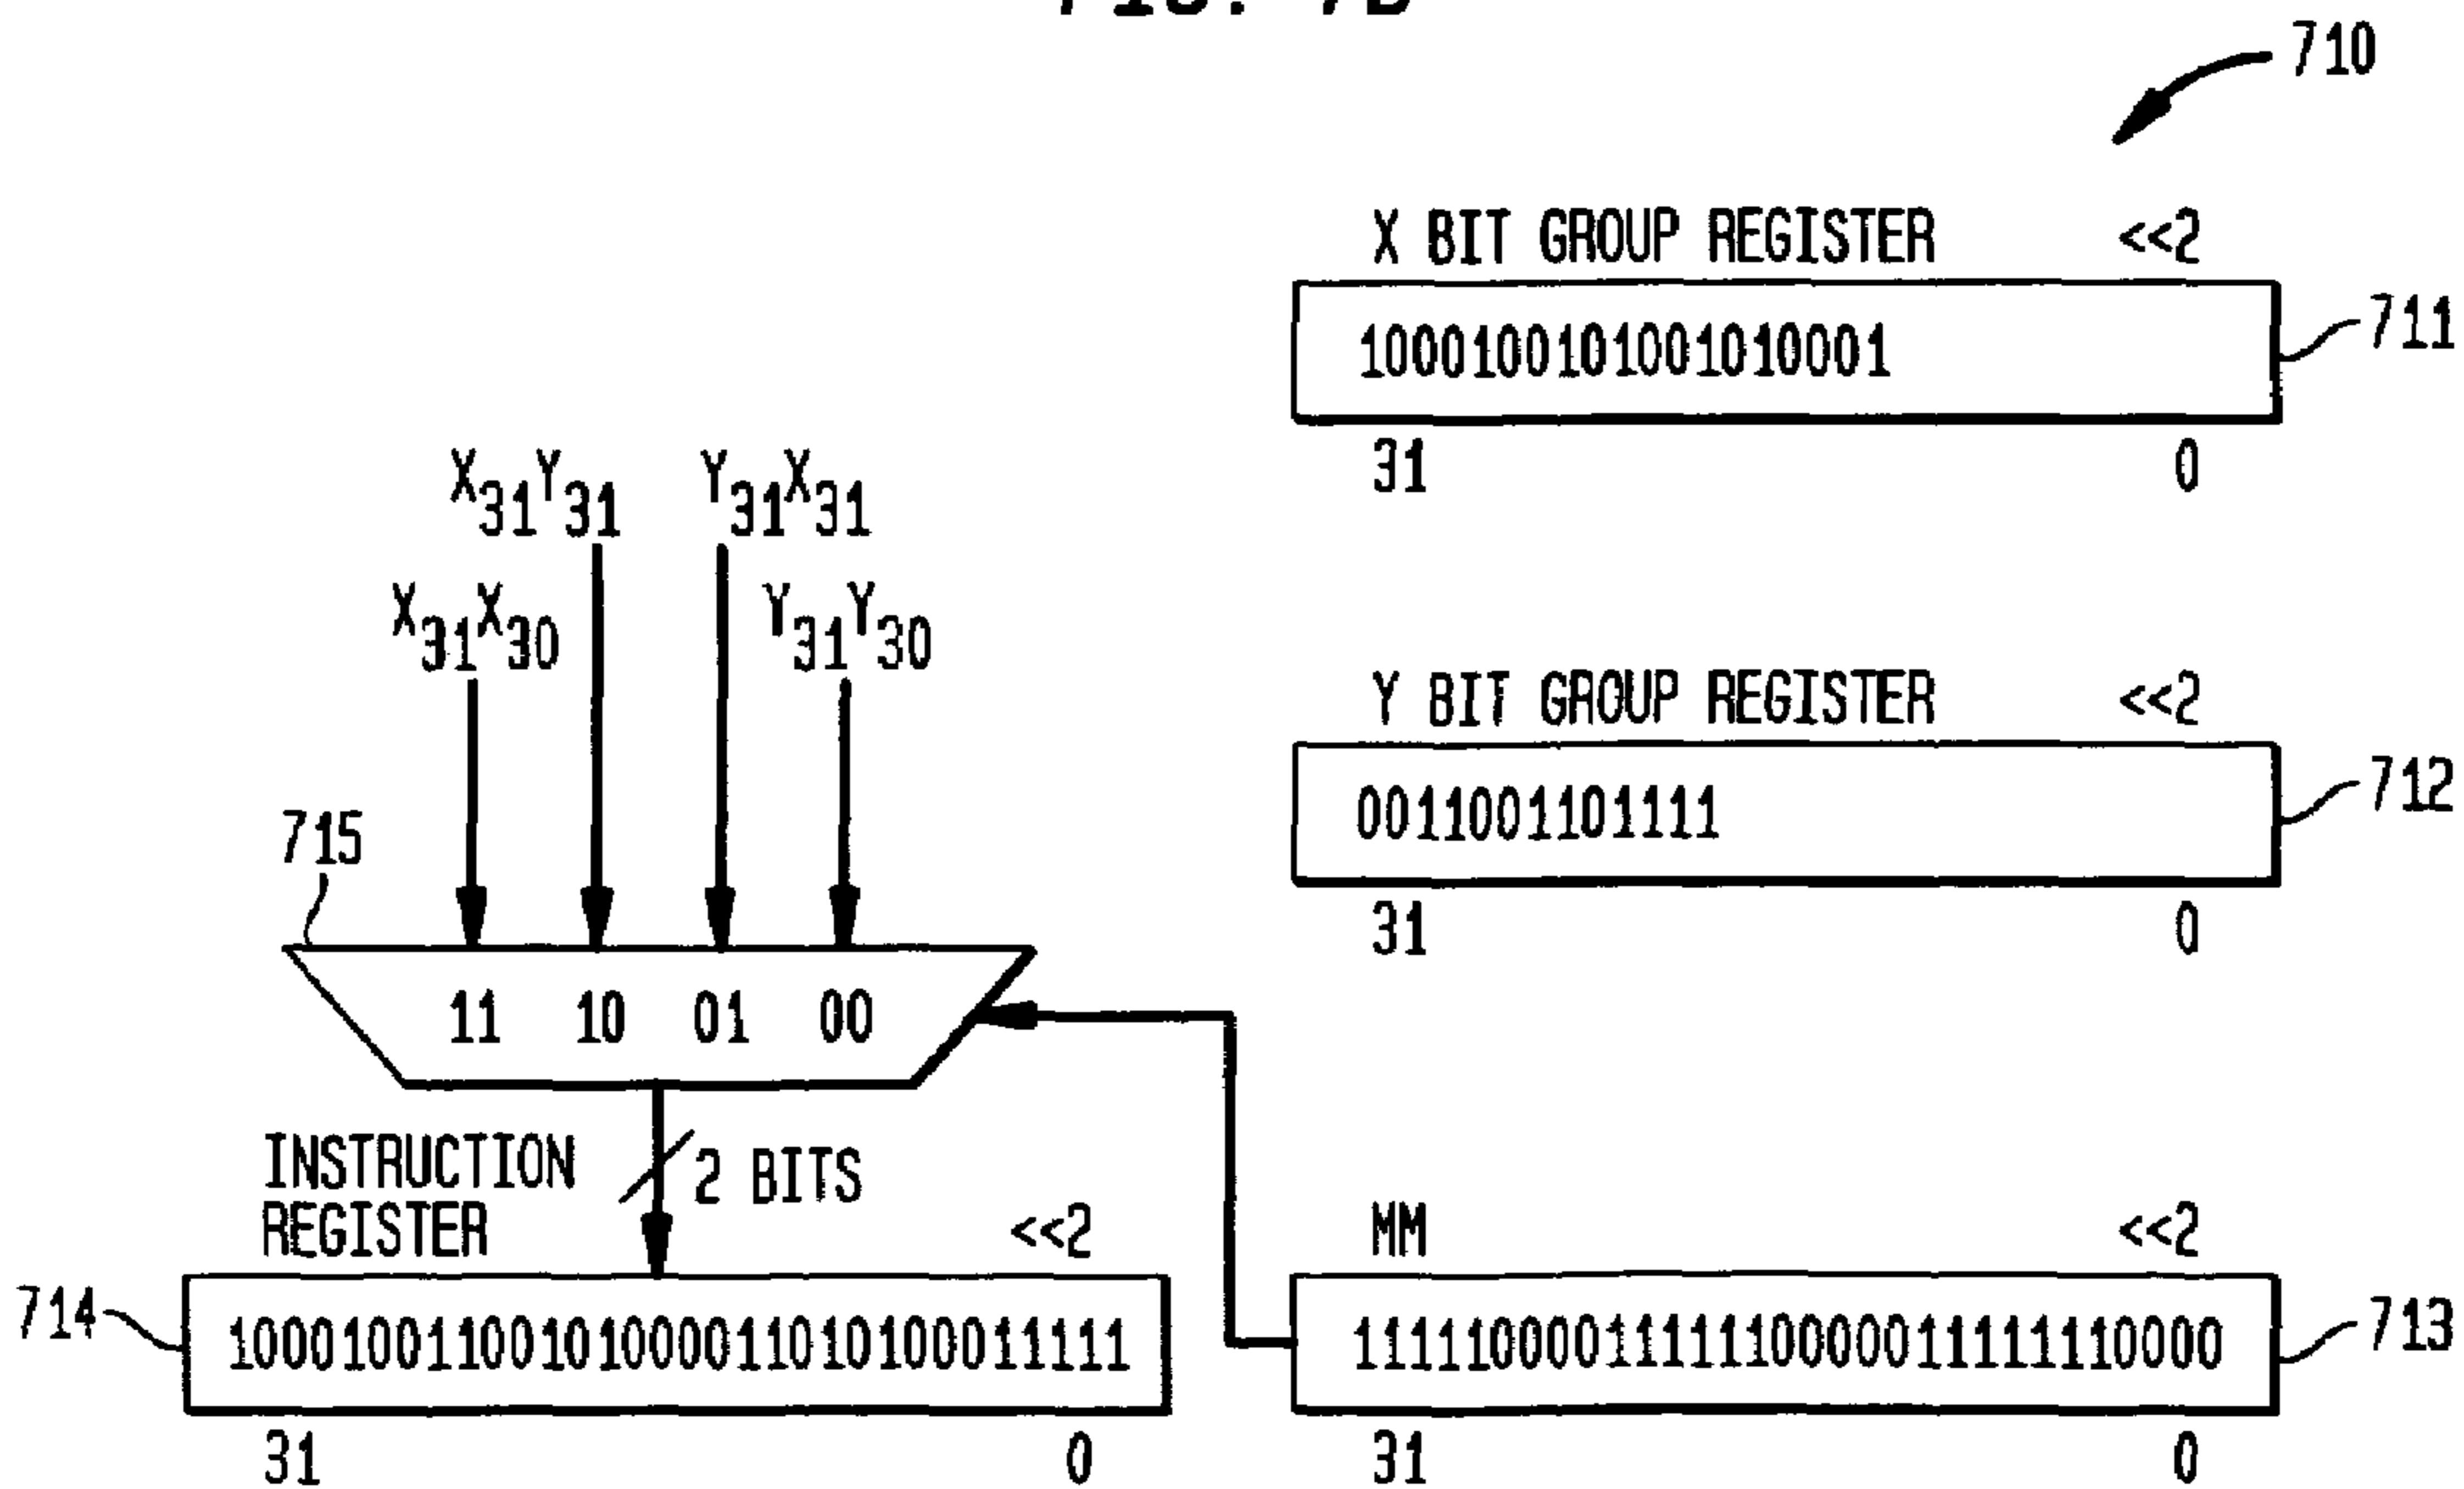 710
X BIT GROUP REGISTER <<2
1000100101001010001
711
31 0
X31Y31 Y31X31
X31X30 Y31Y30
Y BIT GROUP REGISTER <<2
0011001101111
712
31 0
715
11 10 01 00
INSTRUCTION
REGISTER <<2
2 BITS
MM <<2
714
10001001100101000011010100011111
11111000011111100000111111110000
713
31 0
31 0